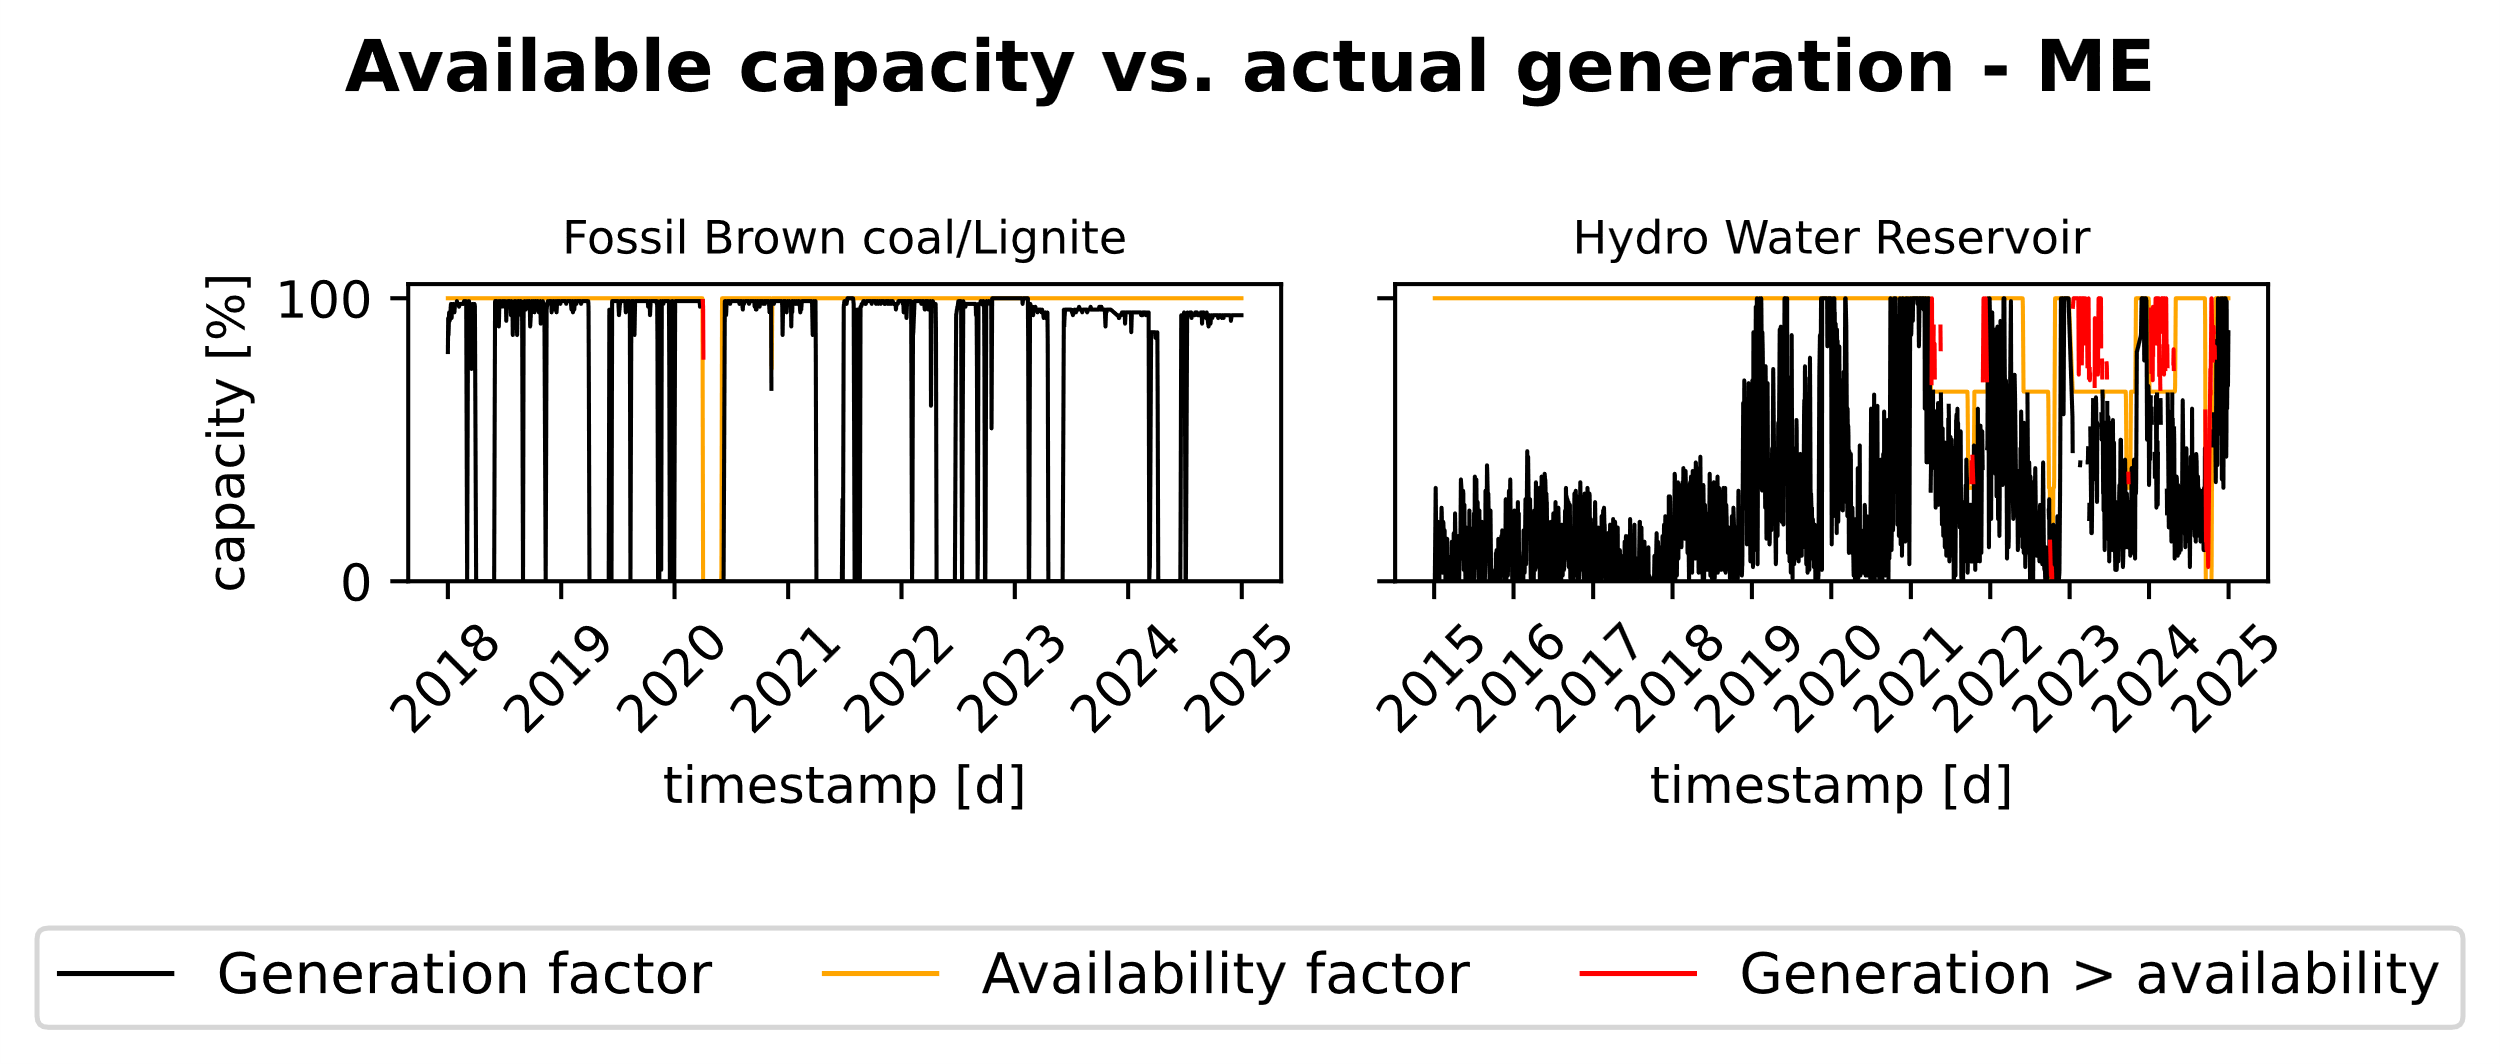 Available capacity vs. actual generation - ME
Fossil Brown coal/Lignite
Hydro Water Reservoir
capacity [%]
100
0
2018 2019 2020 2021 2022 2023 2024 2025
2015 2016 2017 2018 2019 2020 2021 2022 2023 2024 2025
timestamp [d]
timestamp [d]
Generation factor
Availability factor
Generation > availability